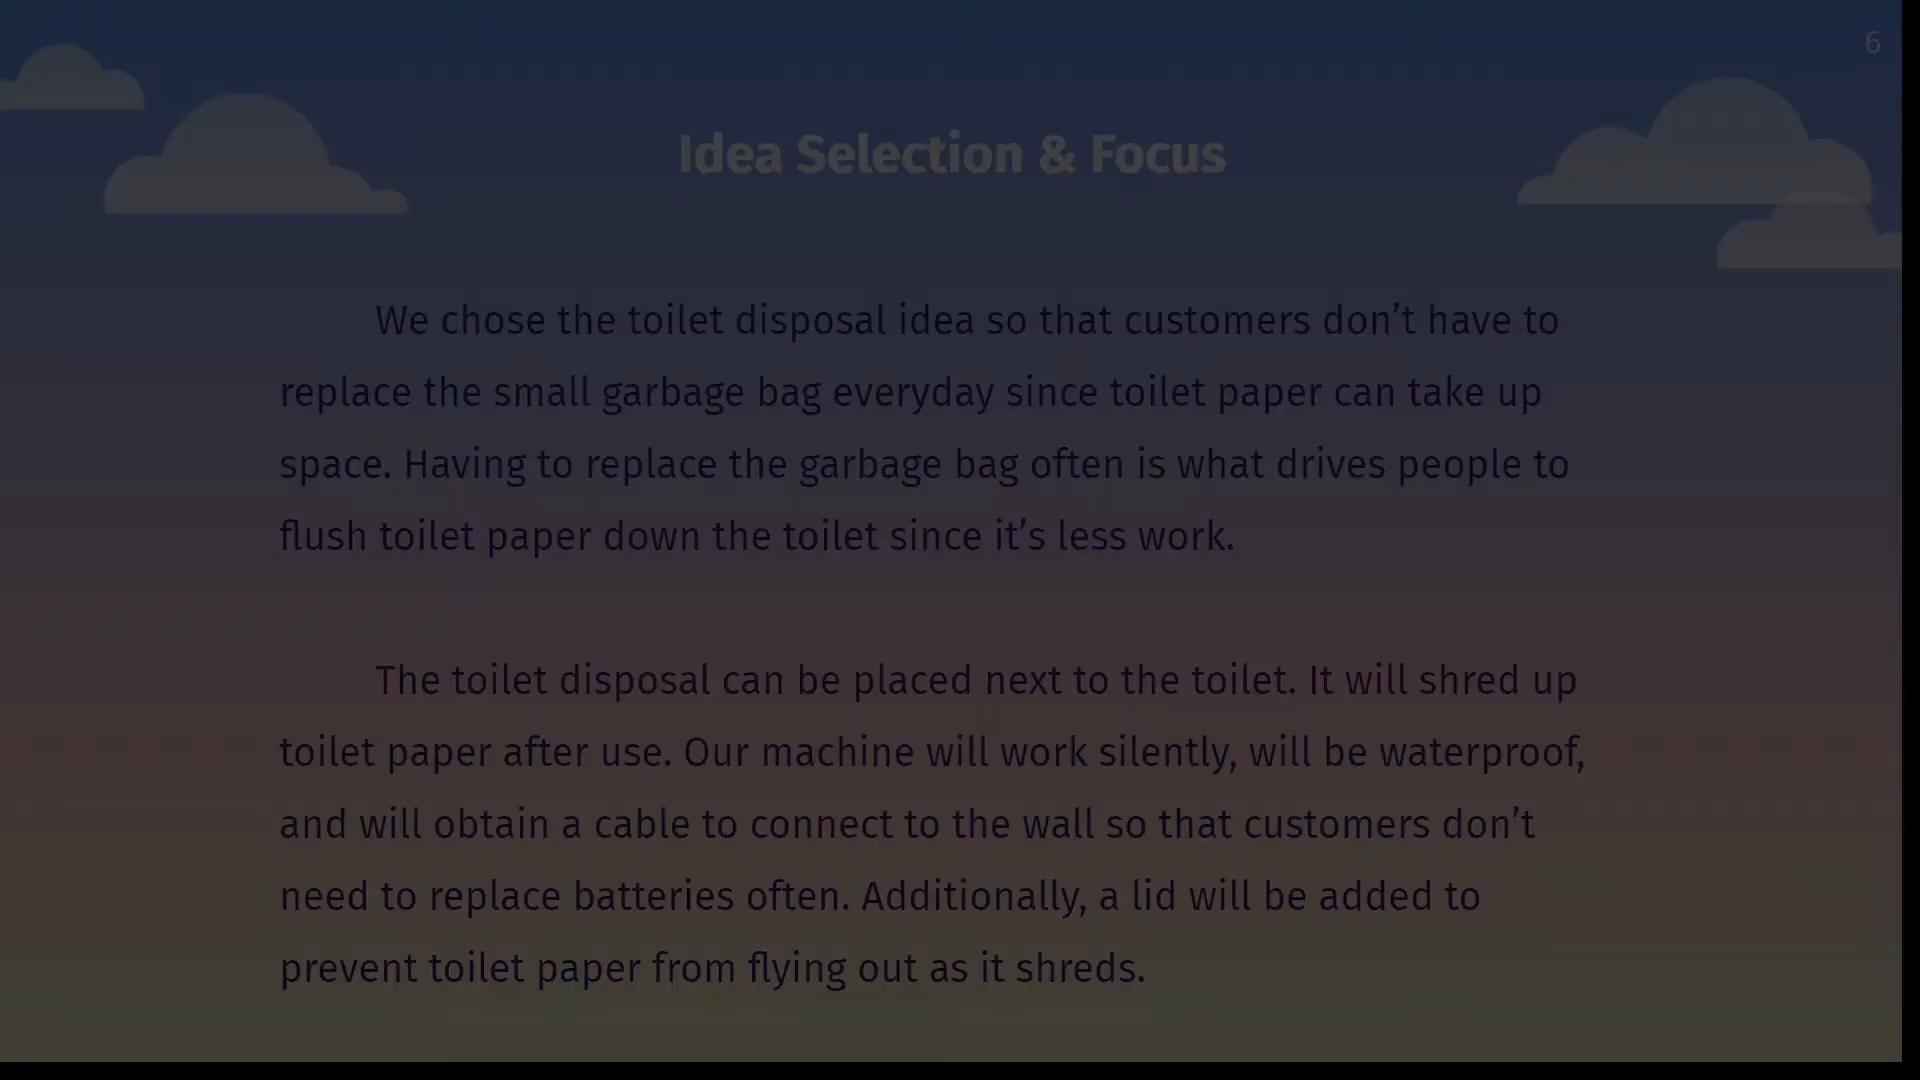 6
Idea Selection & Focus
We chose the toilet disposal idea so that customers don’t have to
replace the small garbage bag everyday since toilet paper can take up
space. Having to replace the garbage bag often is what drives people to
flush toilet paper down the toilet since it’s less work.
The toilet disposal can be placed next to the toilet. It will shred up
toilet paper after use. Our machine will work silently, will be waterproof,
and will obtain a cable to connect to the wall so that customers don’t
need to replace batteries often. Additionally, a lid will be added to
prevent toilet paper from flying out as it shreds.